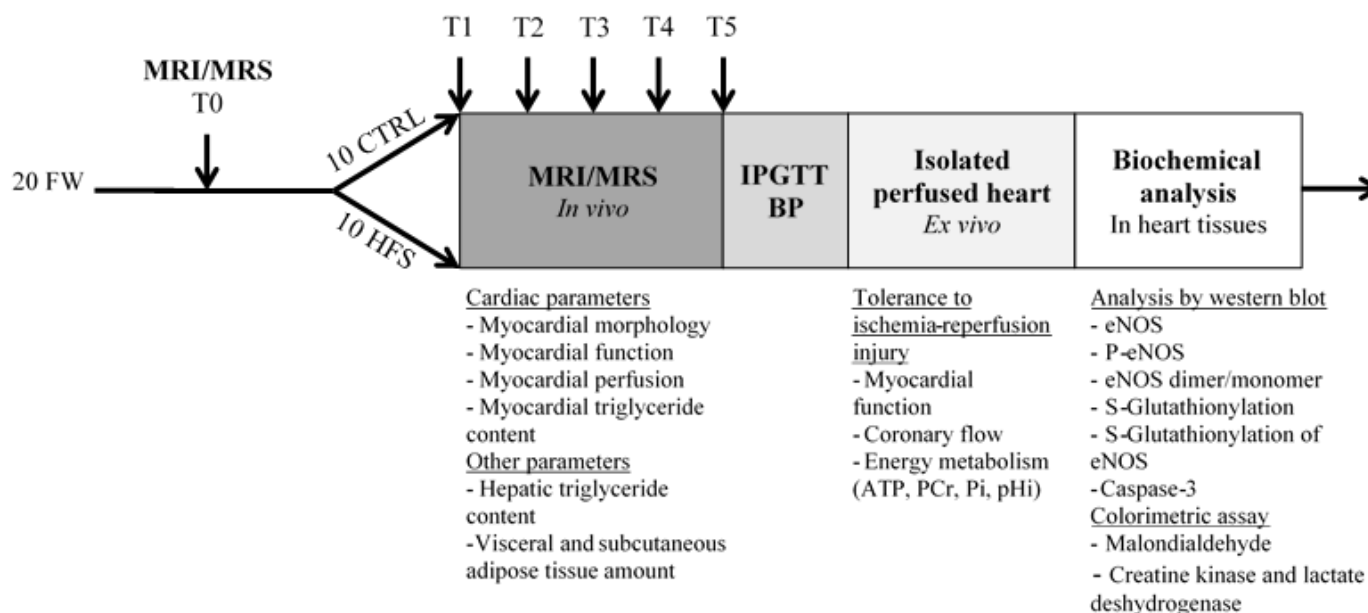 T1 T2 T3 T4 T5
MRI/MRS
T0
20 FW
10 CTRL
10 HFS
MRI/MRS
In vivo
IPGTT
BP
Isolated
perfused heart
Ex vivo
Biochemical
analysis
In heart tissues
Cardiac parameters
- Myocardial morphology
- Myocardial function
- Myocardial perfusion
- Myocardial triglyceride
content
Other parameters
- Hepatic triglyceride
content
-Visceral and subcutaneous
adipose tissue amount
Tolerance to
ischemia-reperfusion
injury
- Myocardial
function
- Coronary flow
- Energy metabolism
(ATP, PCr, Pi, pHi)
Analysis by western blot
- eNOS
- P-eNOS
- eNOS dimer/monomer
- S-Glutathionylation
- S-Glutathionylation of
eNOS
-Caspase-3
Colorimetric assay
- Malondialdehyde
- Creatine kinase and lactate
deshydrogenase